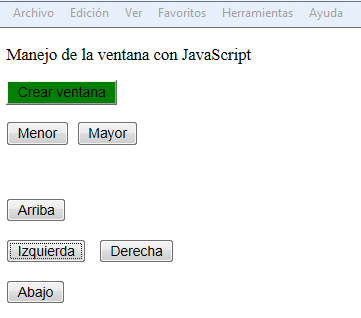 Archivo Edición Ver Favoritos Herramientas Ayuda
Manejo de la ventana con JavaScript
Crear ventana
Menor Mayor
Arriba
Izquierda Derecha
Abajo